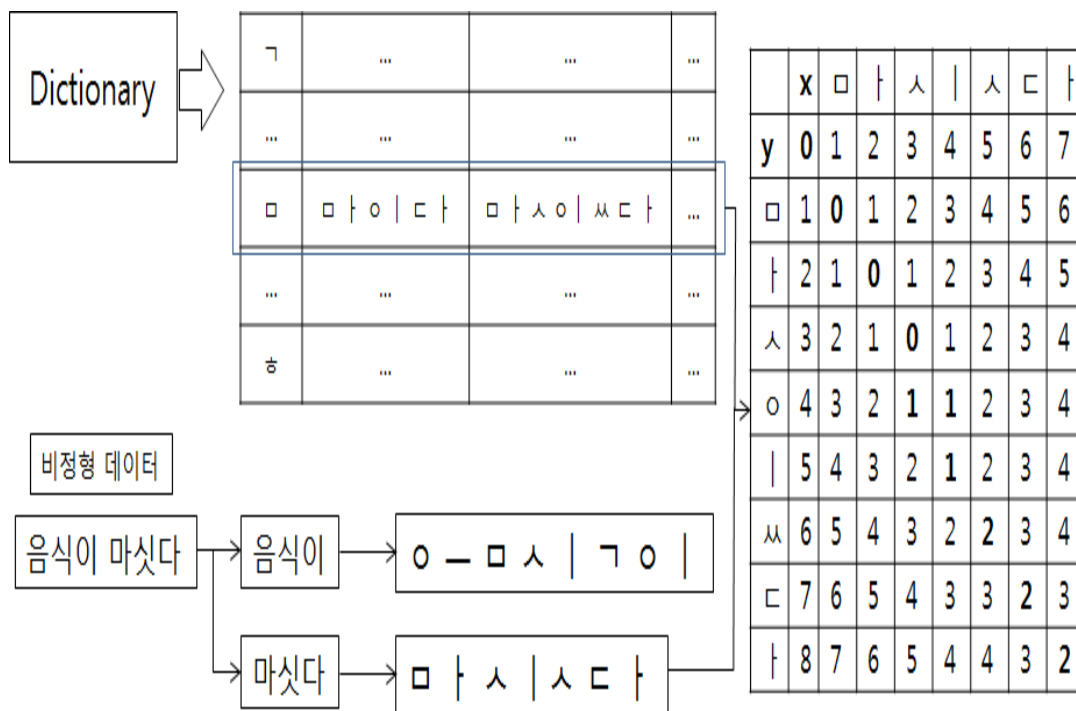 Dictionary
ㄱ ... ... ...
... ... ... ...
ㅁ ㅁㅏㅇㅣㄷㅏ ㅁㅏㅅㅇㅣㅆㄷㅏ ...
... ... ... ...
ㅎ ... ... ...
비정형 데이터
음식이 마싯다
음식이
ㅇㅡㅁㅅㅣㄱㅇㅣ
마싯다
ㅁㅏㅅㅣㅅㄷㅏ
x ㅁ ㅏ ㅅ ㅣ ㅅ ㄷ ㅏ
y 0 1 2 3 4 5 6 7
ㅁ 1 0 1 2 3 4 5 6
ㅏ 2 1 0 1 2 3 4 5
ㅅ 3 2 1 0 1 2 3 4
ㅇ 4 3 2 1 1 2 3 4
ㅣ 5 4 3 2 1 2 3 4
ㅆ 6 5 4 3 2 2 3 4
ㄷ 7 6 5 4 3 3 2 3
ㅏ 8 7 6 5 4 4 3 2